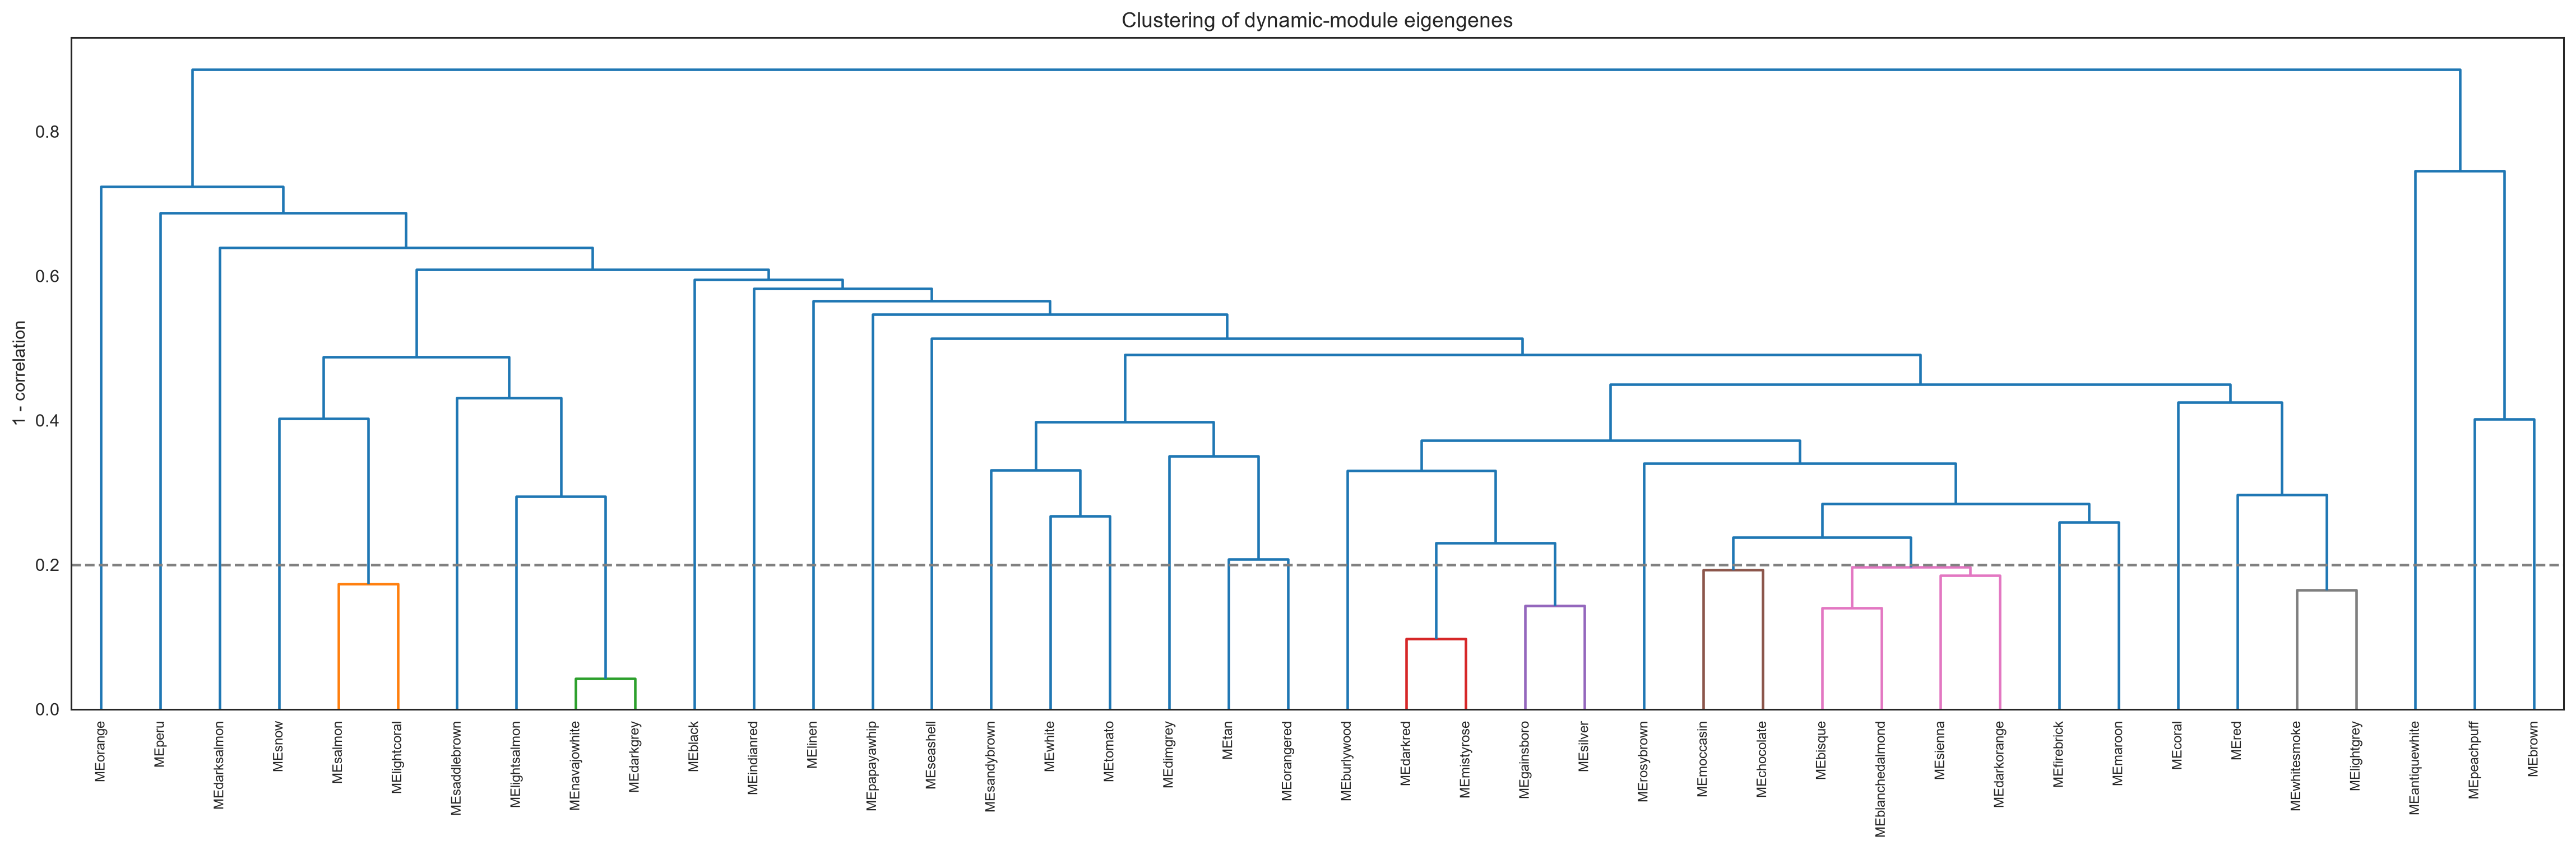 Clustering of dynamic-module eigengenes
1 - correlation
0.8
0.6
0.4
0.2
0.0
MEorange
MEperu
MEdarksalmon
MEsnow
MEsalmon
MElightcoral
MEsaddlebrown
MElightsalmon
MEnavajowhite
MEdarkgrey
MEblack
MEindianred
MElinen
MEpapayawhip
MEseashell
MEsandybrown
MEwhite
MEtomato
MEdimgrey
MEtan
MEorangered
MEburlywood
MEdarkred
MEmistyrose
MEgainsboro
MEsilver
MErosybrown
MEmoccasin
MEchocolate
MEbisque
MEblanchedalmond
MEsienna
MEdarkorange
MEfirebrick
MEmaroon
MEcoral
MEred
MEwhitesmoke
MElightgrey
MEantiquewhite
MEpeachpuff
MEbrown